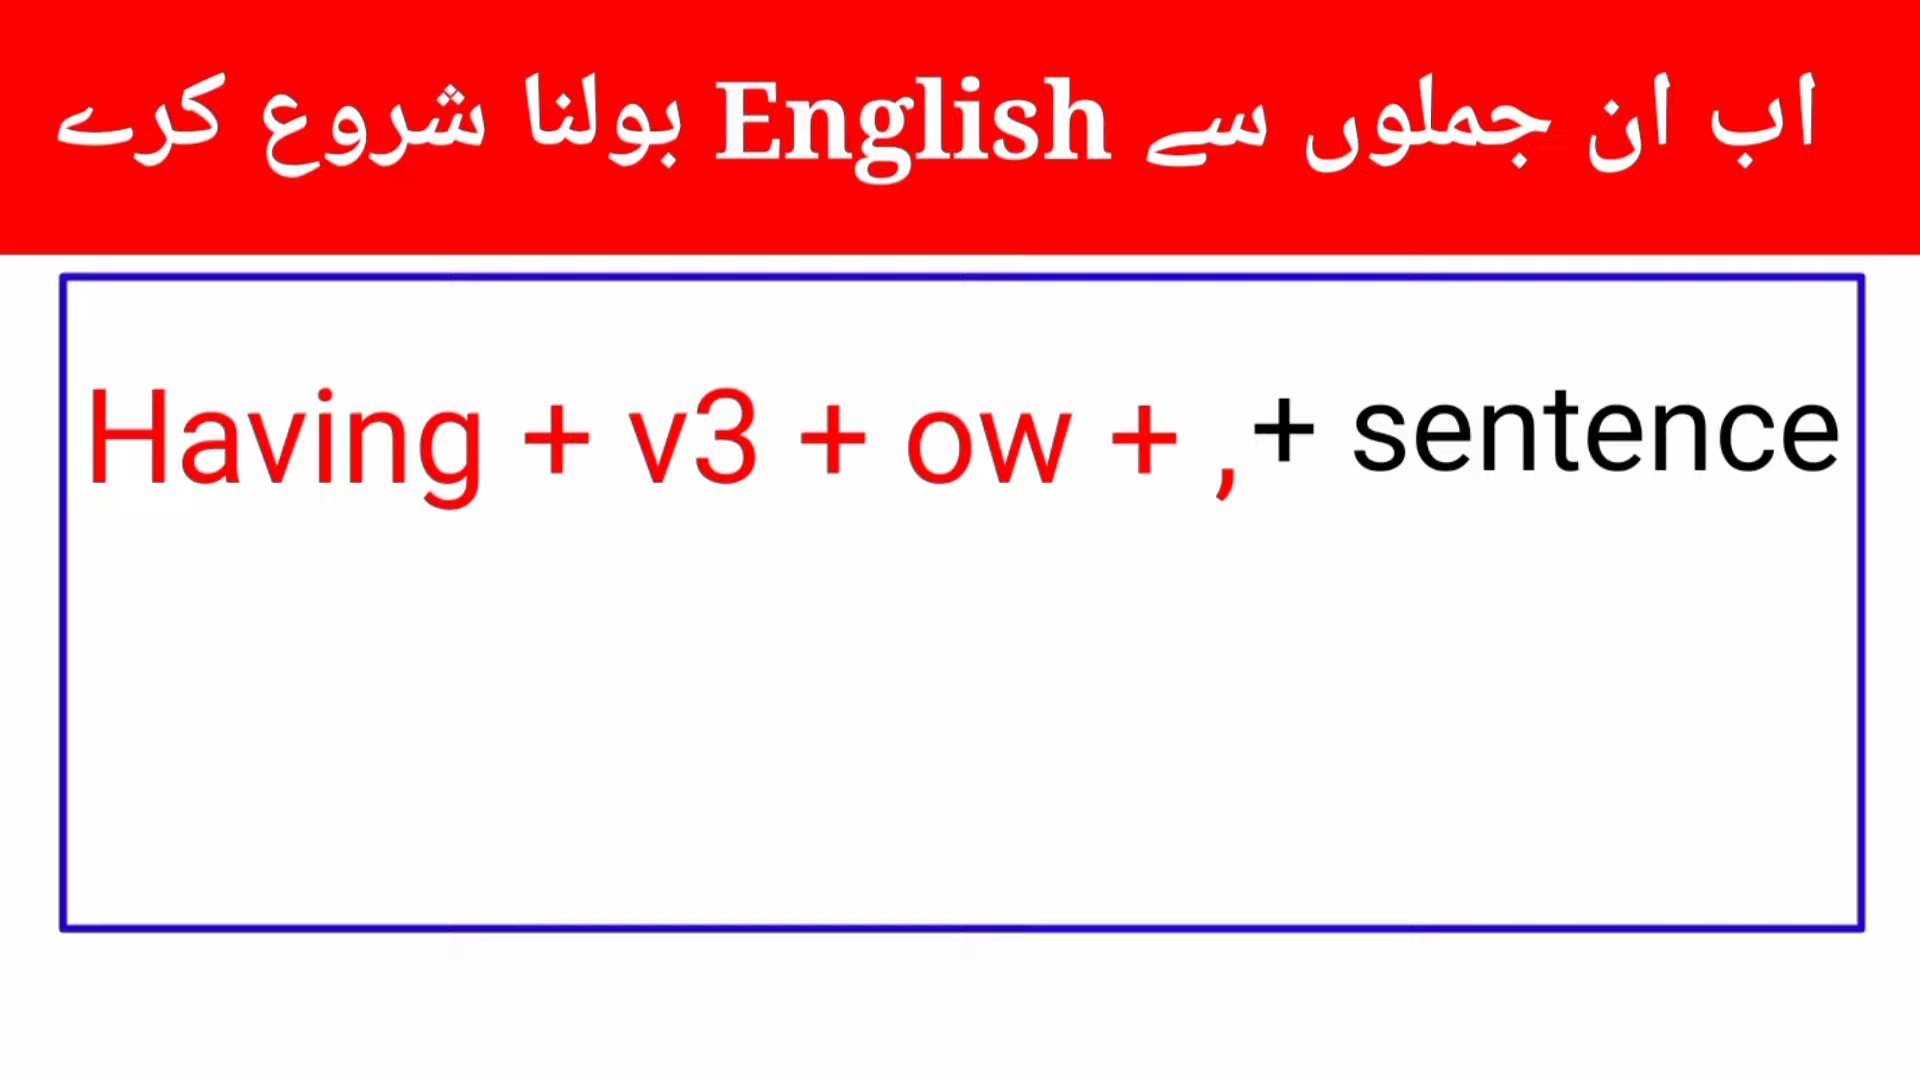 اب ان جملوں سے English بولنا شروع کرے
Having + v3 + ow + , + sentence